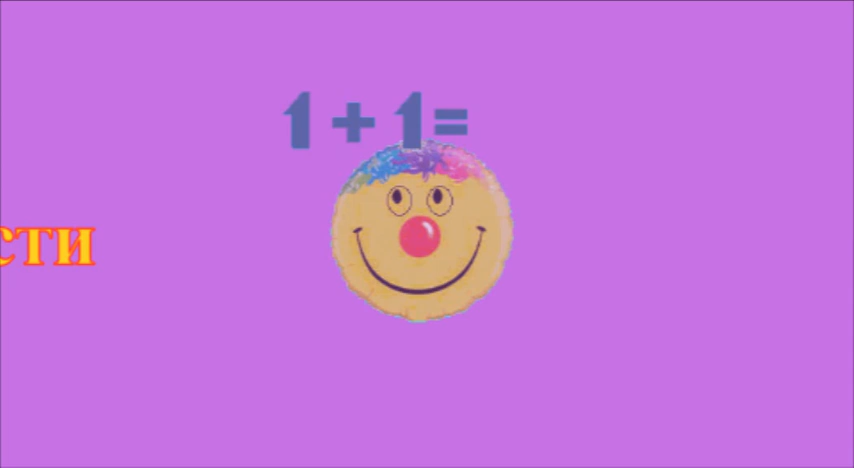 1 + 1=
сти